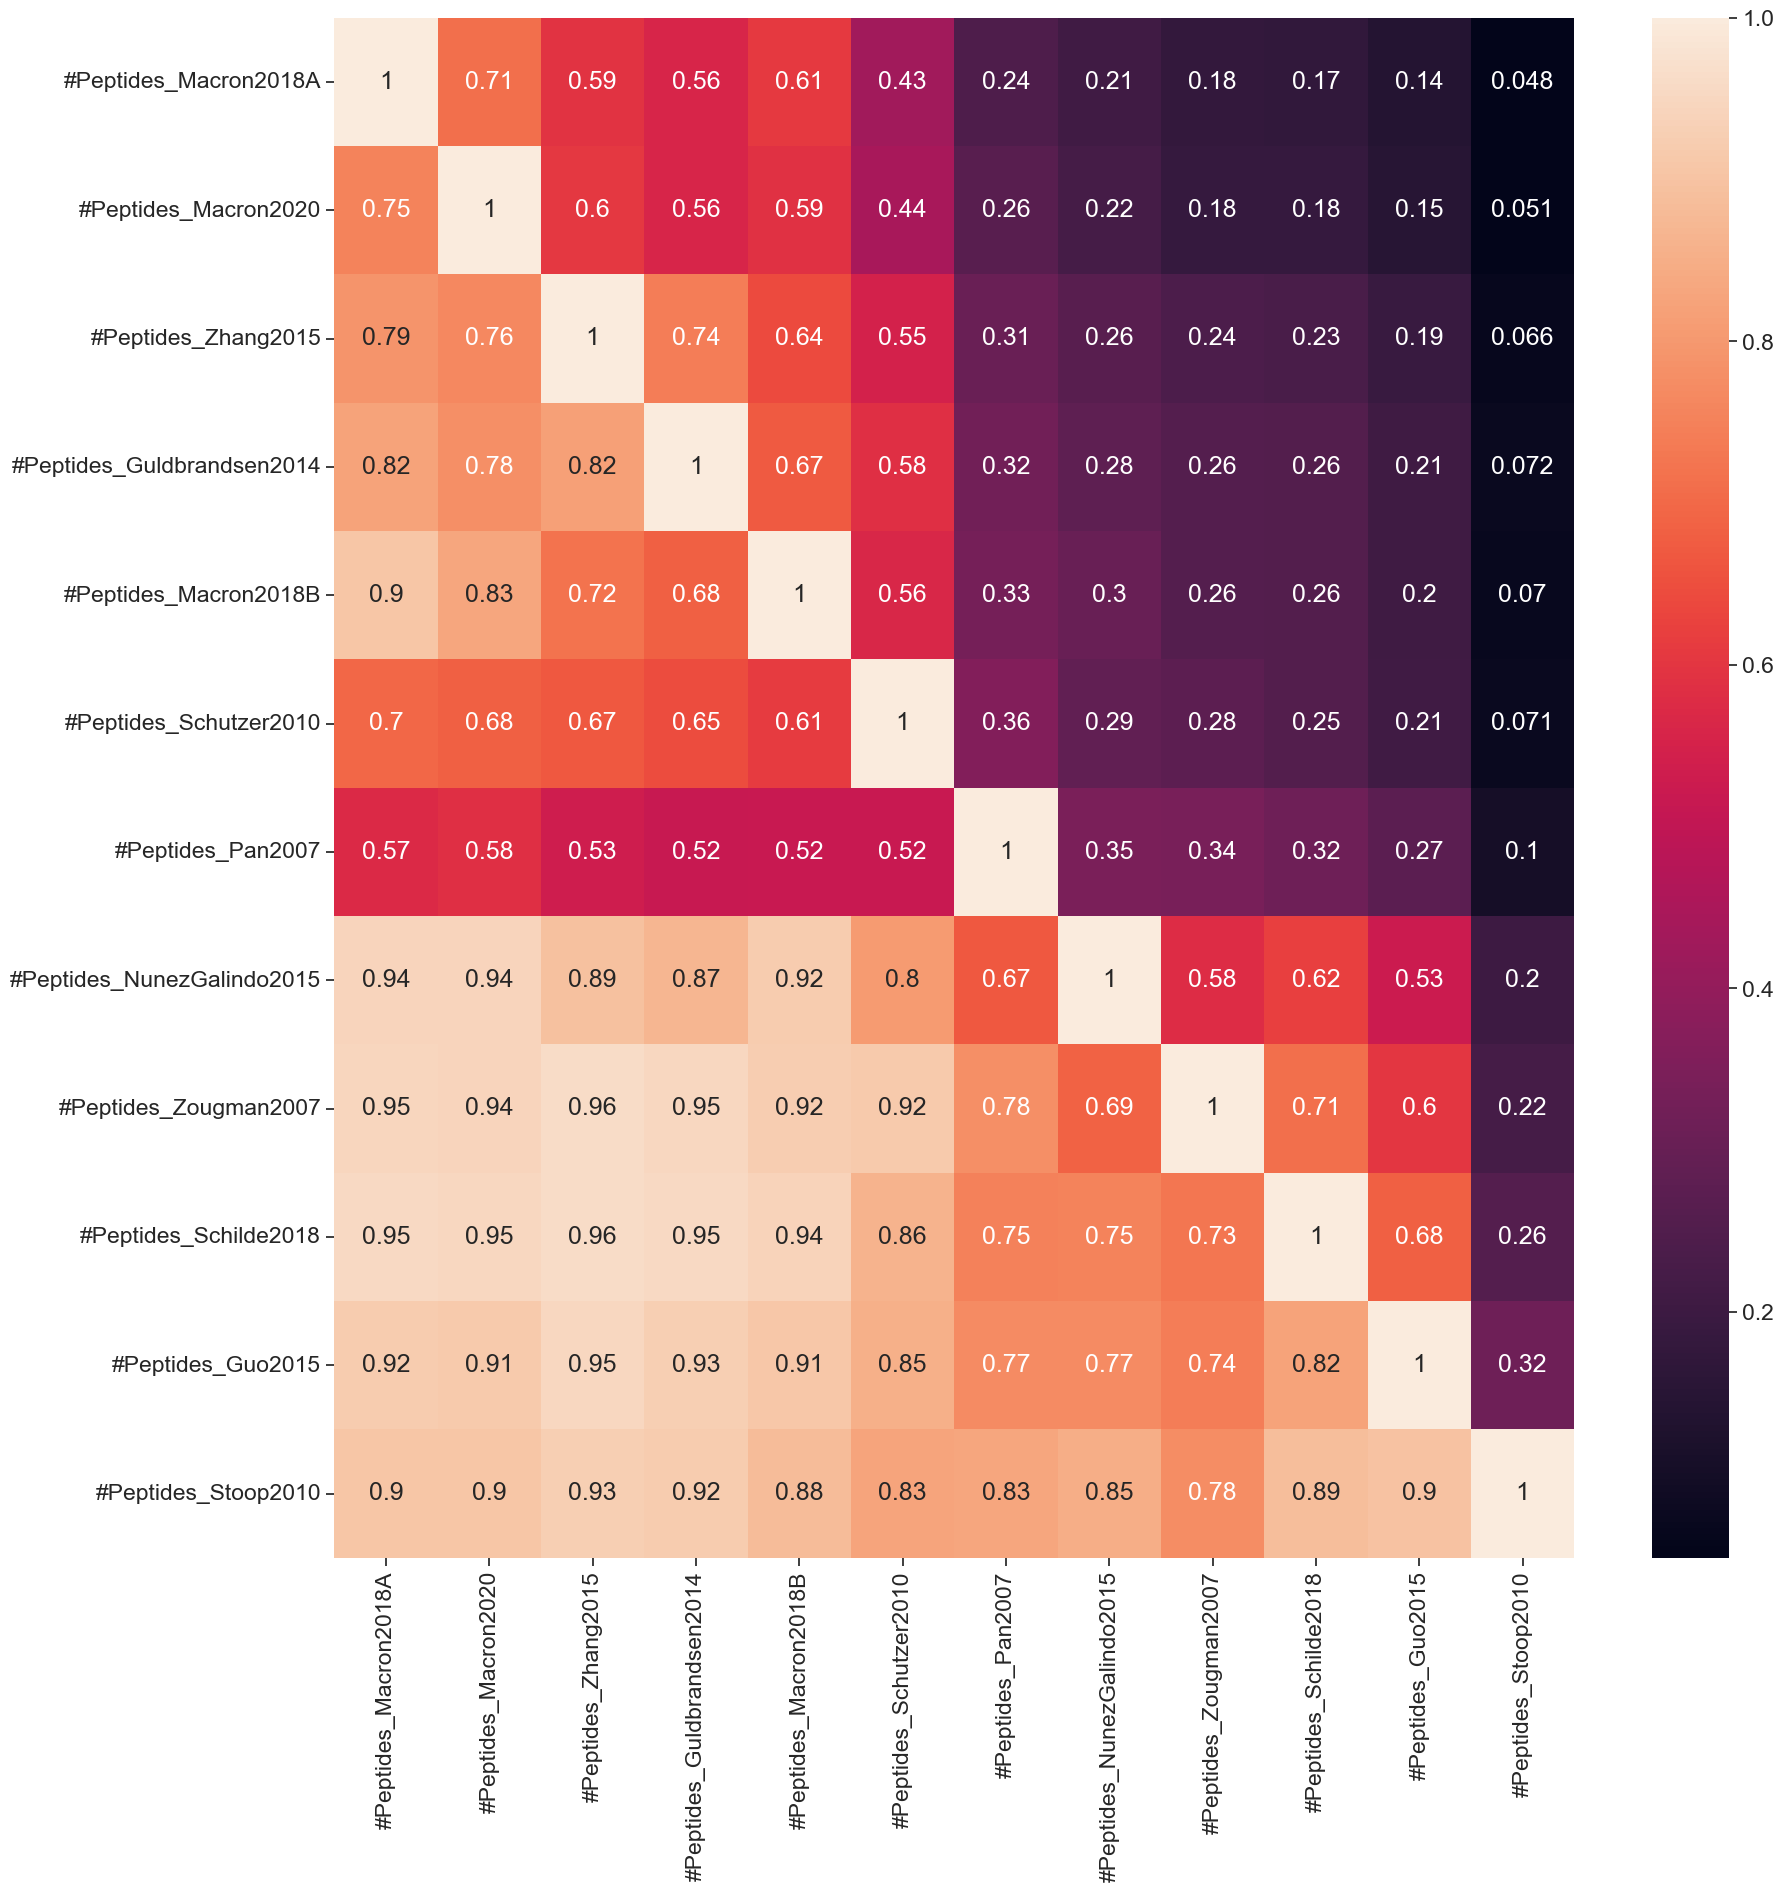 #Peptides_Macron2018A 1 0.71 0.59 0.56 0.61 0.43 0.24 0.21 0.18 0.17 0.14 0.048
#Peptides_Macron2020 0.75 1 0.6 0.56 0.59 0.44 0.26 0.22 0.18 0.18 0.15 0.051
#Peptides_Zhang2015 0.79 0.76 1 0.74 0.64 0.55 0.31 0.26 0.24 0.23 0.19 0.066
#Peptides_Guldbrandsen2014 0.82 0.78 0.82 1 0.67 0.58 0.32 0.28 0.26 0.26 0.21 0.072
#Peptides_Macron2018B 0.9 0.83 0.72 0.68 1 0.56 0.33 0.3 0.26 0.26 0.2 0.07
#Peptides_Schutzer2010 0.7 0.68 0.67 0.65 0.61 1 0.36 0.29 0.28 0.25 0.21 0.071
#Peptides_Pan2007 0.57 0.58 0.53 0.52 0.52 0.52 1 0.35 0.34 0.32 0.27 0.1
#Peptides_NunezGalindo2015 0.94 0.94 0.89 0.87 0.92 0.8 0.67 1 0.58 0.62 0.53 0.2
#Peptides_Zougman2007 0.95 0.94 0.96 0.95 0.92 0.92 0.78 0.69 1 0.71 0.6 0.22
#Peptides_Schilde2018 0.95 0.95 0.96 0.95 0.94 0.86 0.75 0.75 0.73 1 0.68 0.26
#Peptides_Guo2015 0.92 0.91 0.95 0.93 0.91 0.85 0.77 0.77 0.74 0.82 1 0.32
#Peptides_Stoop2010 0.9 0.9 0.93 0.92 0.88 0.83 0.83 0.85 0.78 0.89 0.9 1
#Peptides_Macron2018A
#Peptides_Macron2020
#Peptides_Zhang2015
#Peptides_Guldbrandsen2014
#Peptides_Macron2018B
#Peptides_Schutzer2010
#Peptides_Pan2007
#Peptides_NunezGalindo2015
#Peptides_Zougman2007
#Peptides_Schilde2018
#Peptides_Guo2015
#Peptides_Stoop2010
1.0
0.8
0.6
0.4
0.2